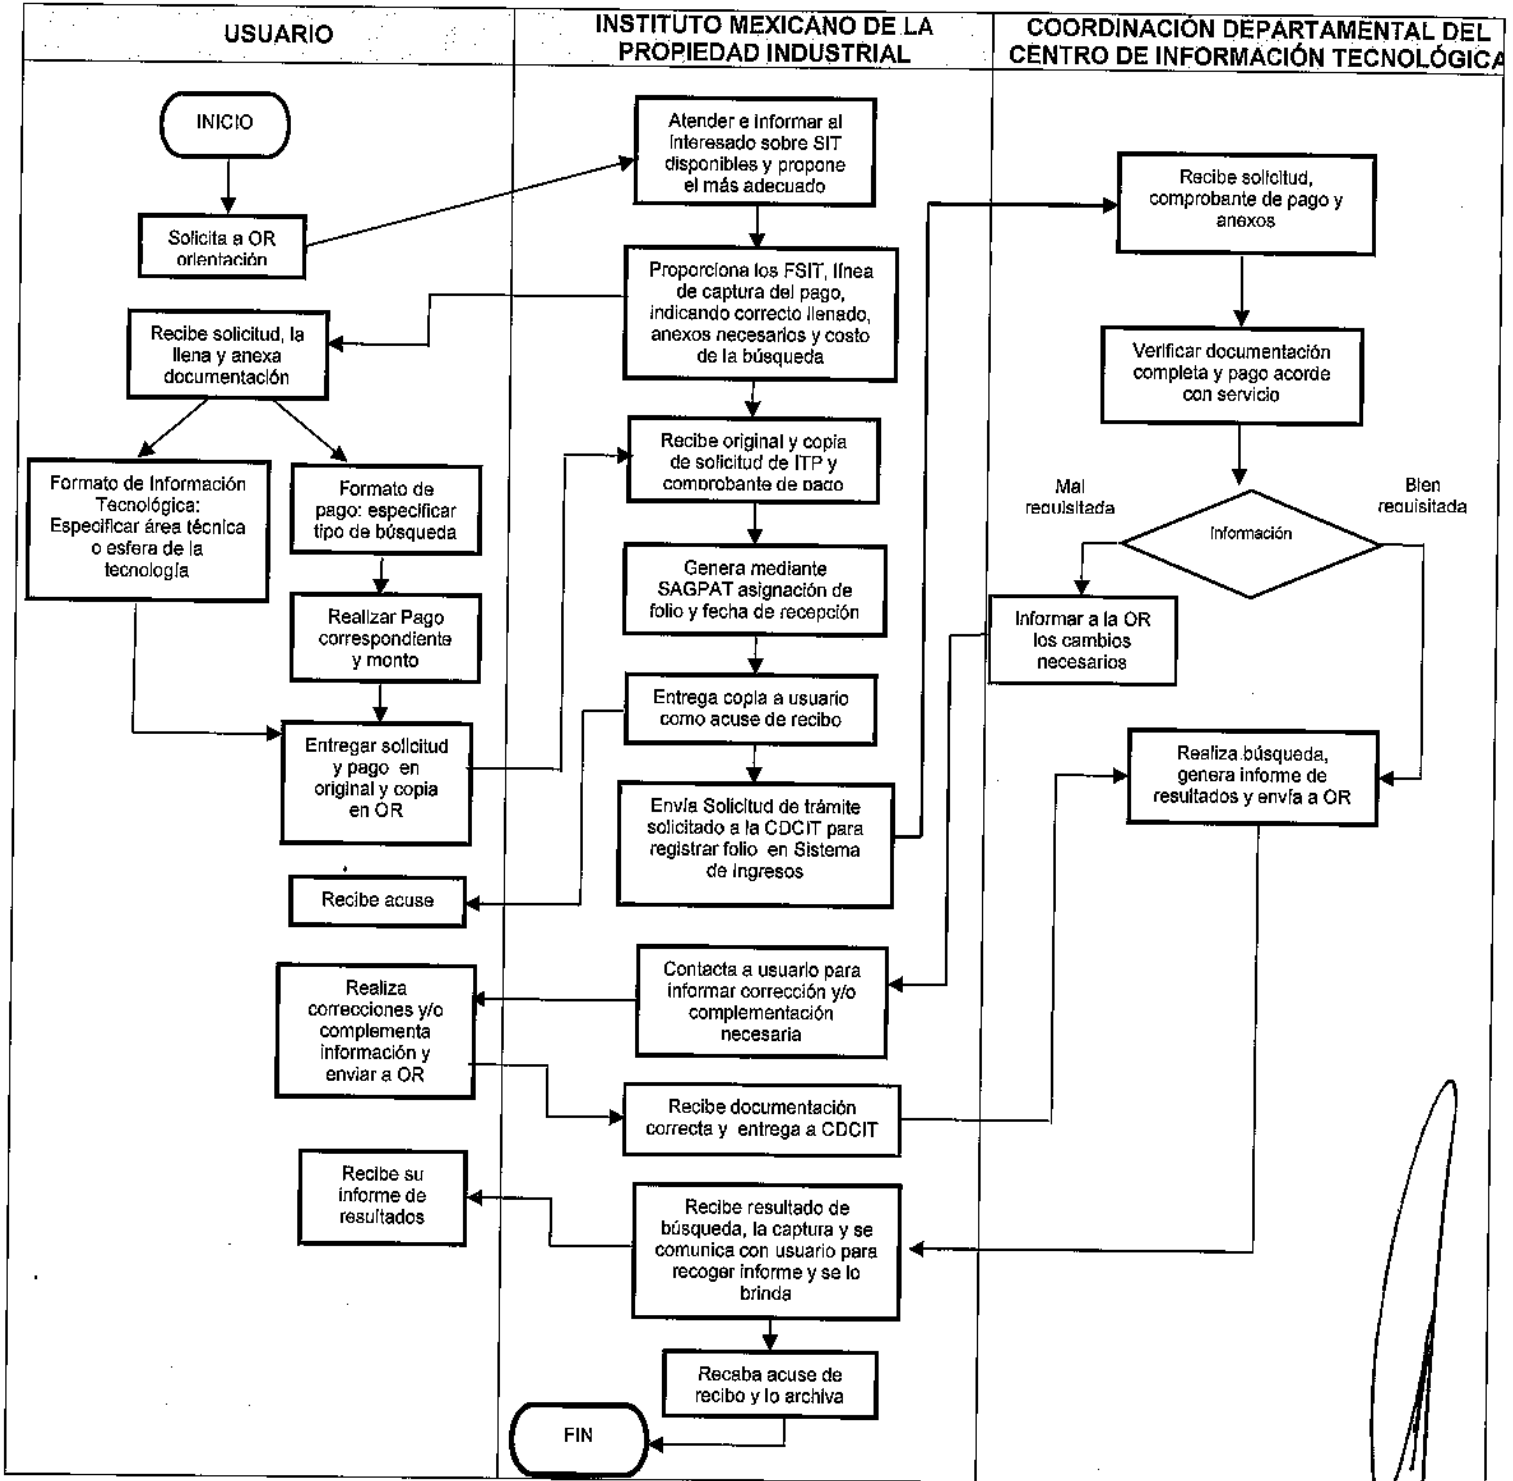 USUARIO
INSTITUTO MEXICANO DE LA
PROPIEDAD INDUSTRIAL
COORDINACIÓN DEPARTAMENTAL DEL
CENTRO DE INFORMACIÓN TECNOLÓGICA
INICIO
Solicita a OR
orientación
Atender e informar al
interesado sobre SIT
disponibles y propone
el más adecuado
Proporciona los FSIT, línea
de captura del pago,
indicando correcto llenado,
anexos necesarios y costo
de la búsqueda
Recibe solicitud, la
llena y anexa
documentación
Formato de Información
Tecnológica:
Especificar área técnica
o esfera de la
tecnología
Formato de
pago: especificar
tipo de búsqueda
Realizar Pago
correspondiente
y monto
Entregar solicitud
y pago en
original y copia
en OR
Recibe original y copia
de solicitud de ITP y
comprobante de pago
Genera mediante
SAGPAT asignación de
folio y fecha de recepción
Entrega copia a usuario
como acuse de recibo
Recibe acuse
Envía Solicitud de trámite
solicitado a la CDCIT para
registrar folio en Sistema
de Ingresos
Recibe solicitud,
comprobante de pago y
anexos
Verificar documentación
completa y pago acorde
con servicio
Mal
requisitada
Bien
requisitada
Información
Informar a la OR
los cambios
necesarios
Realiza búsqueda,
genera informe de
resultados y envía a OR
Contacta a usuario para
informar corrección y/o
complementación
necesaria
Realiza
correcciones y/o
complementa
información y
enviar a OR
Recibe documentación
correcta y entrega a CDCIT
Recibe su
informe de
resultados
Recibe resultado de
búsqueda, la captura y se
comunica con usuario para
recoger informe y se lo
brinda
Recaba acuse de
recibo y lo archiva
FIN